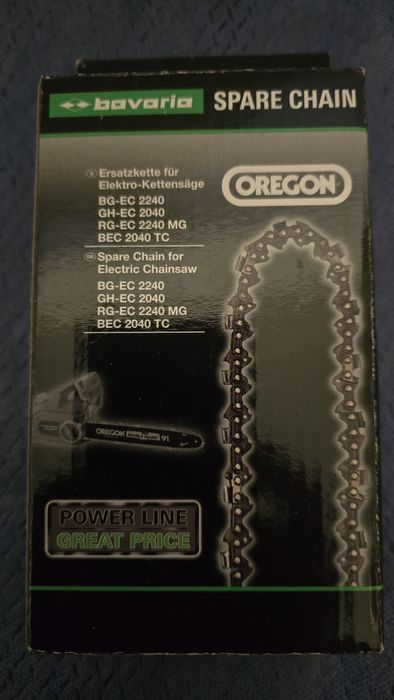 bavaria SPARE CHAIN
D Ersatzkette für
Elektro-Kettensäge
BG-EC 2240
GH-EC 2040
RG-EC 2240 MG
BEC 2040 TC
OREGON®
GB Spare Chain for
Electric Chainsaw
BG-EC 2240
GH-EC 2040
RG-EC 2240 MG
BEC 2040 TC
OREGON 91
POWER LINE
GREAT PRICE